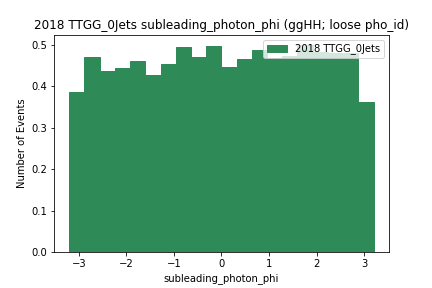 2018 TTGG_0Jets subleading_photon_phi (ggHH; loose pho_id)
2018 TTGG_0Jets
Number of Events
0.5
0.4
0.3
0.2
0.1
0.0
−3 −2 −1 0 1 2 3
subleading_photon_phi